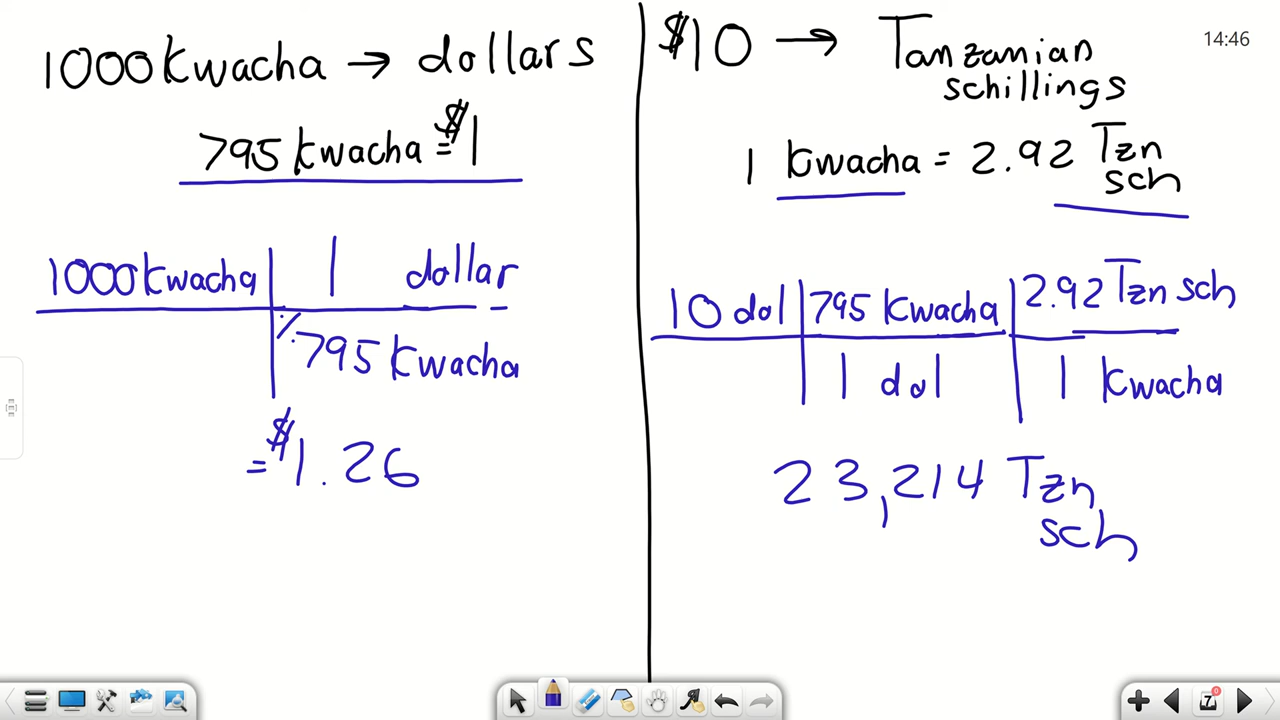 1000 Kwacha → dollars
795 Kwacha = $1
1000 Kwacha | 1 dollar
÷ 795 Kwacha
= $1.26
$10 → Tanzanian
schillings
1 Kwacha = 2.92 Tzn
sch
10 dol | 795 Kwacha | 2.92 Tzn sch
1 dol | 1 Kwacha
23,214 Tzn
sch
14:46
7